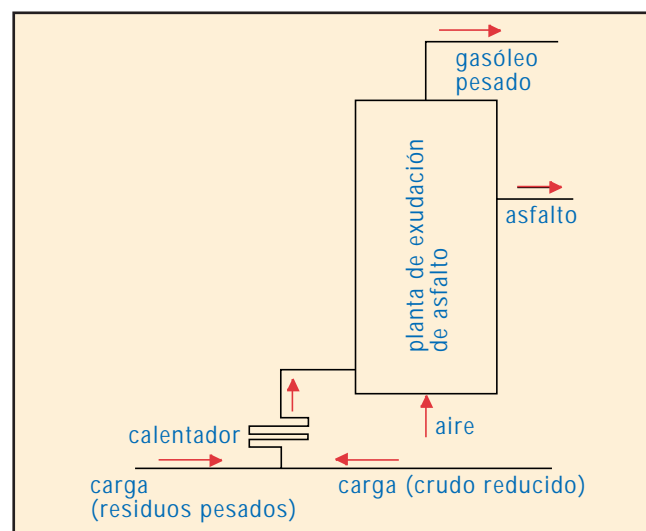 gasóleo
pesado
planta de exudación
de asfalto
asfalto
aire
calentador
carga
(residuos pesados)
carga (crudo reducido)